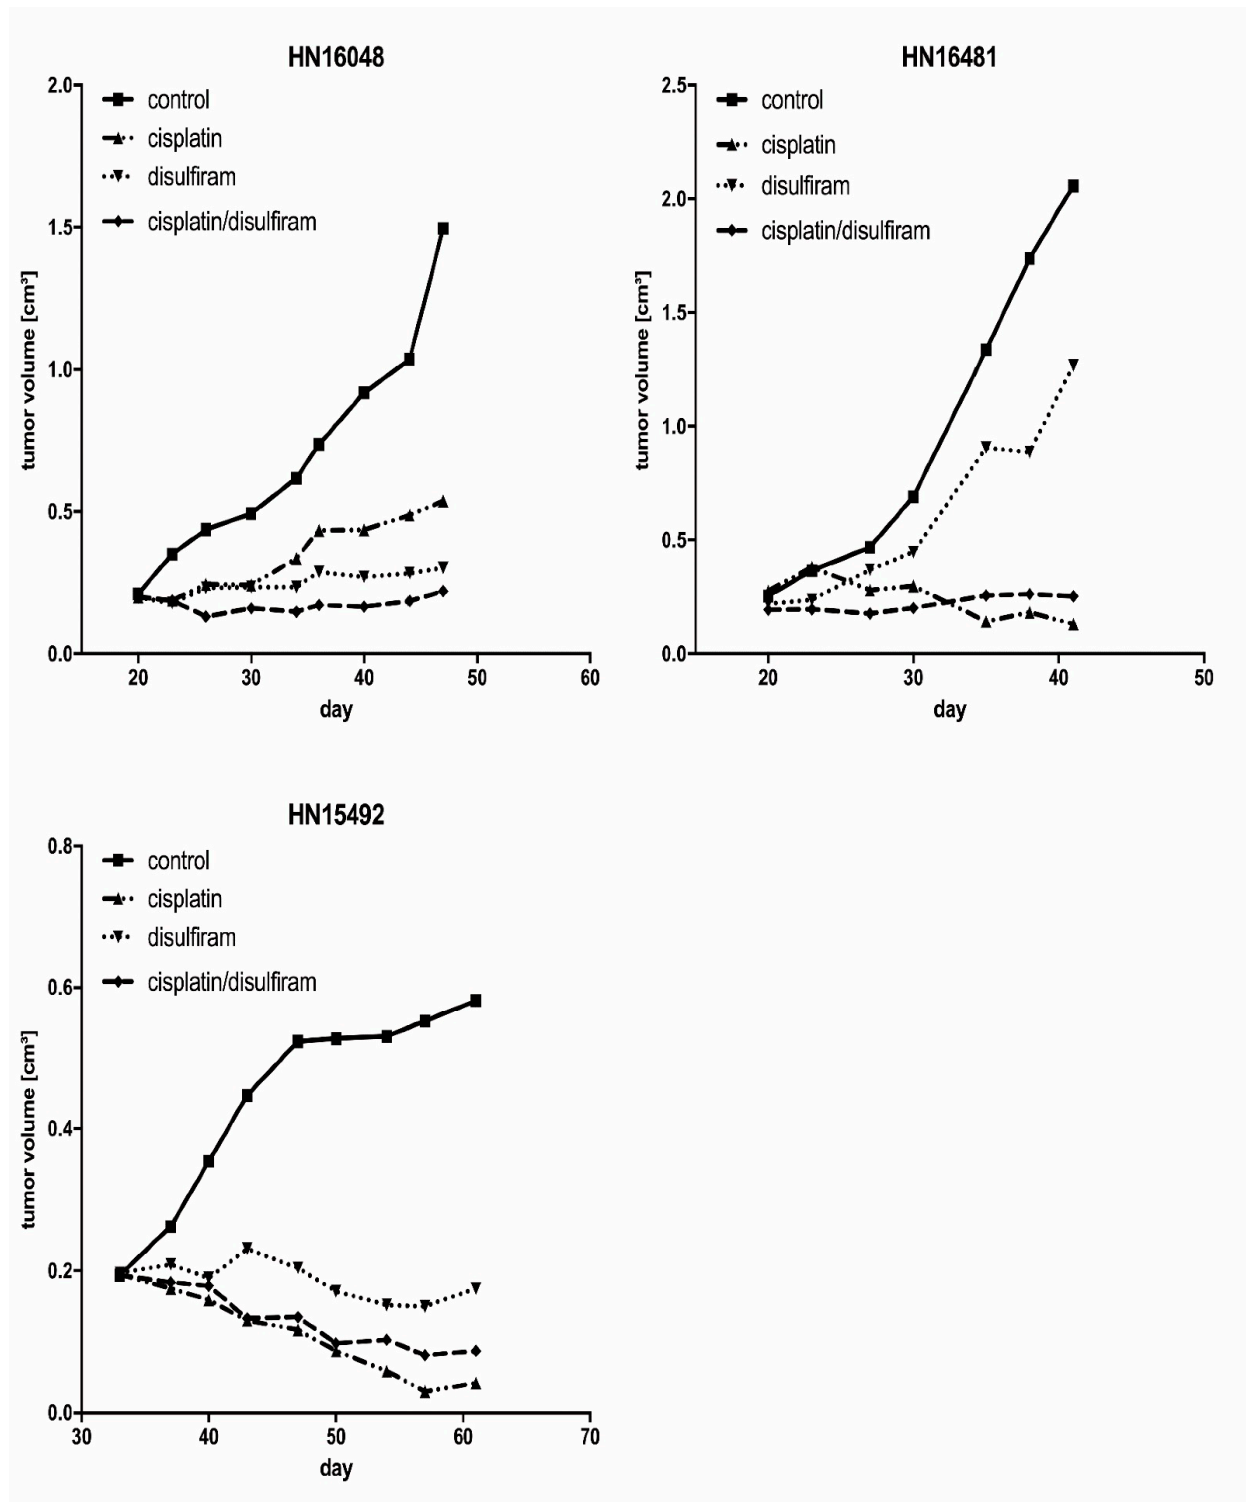 HN16048
2.0
1.5
1.0
0.5
0.0
control
cisplatin
disulfiram
cisplatin/disulfiram
tumor volume [cm³]
20 30 40 50 60
day
HN16481
2.5
2.0
1.5
1.0
0.5
0.0
control
cisplatin
disulfiram
cisplatin/disulfiram
tumor volume [cm³]
20 30 40 50
day
HN15492
0.8
0.6
0.4
0.2
0.0
control
cisplatin
disulfiram
cisplatin/disulfiram
tumor volume [cm³]
30 40 50 60 70
day